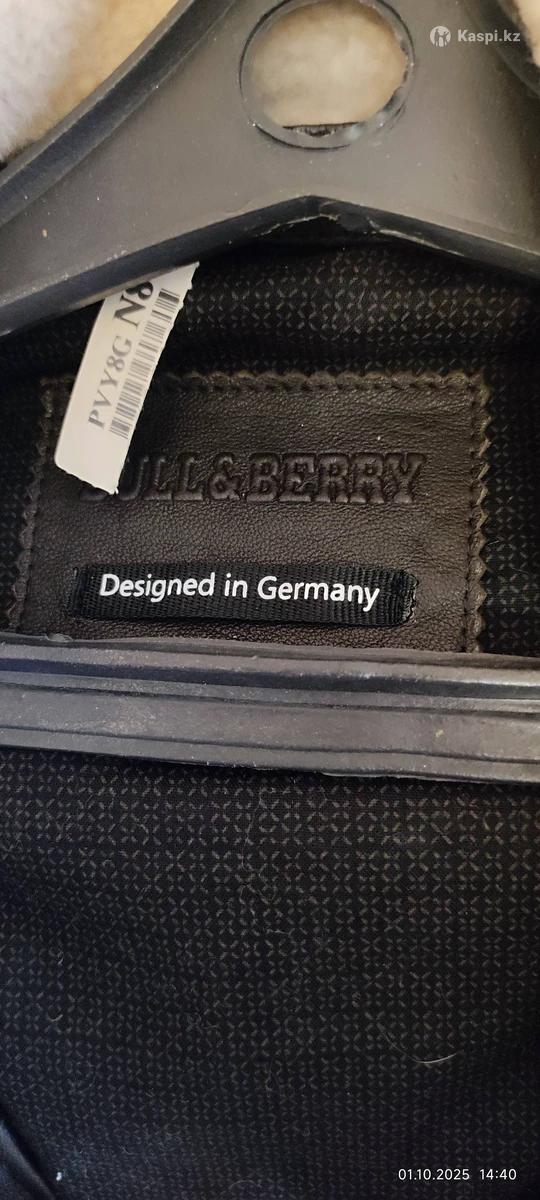 Kaspi.kz
PVY8G N8
BULL&BERRY
Designed in Germany
01.10.2025 14:40